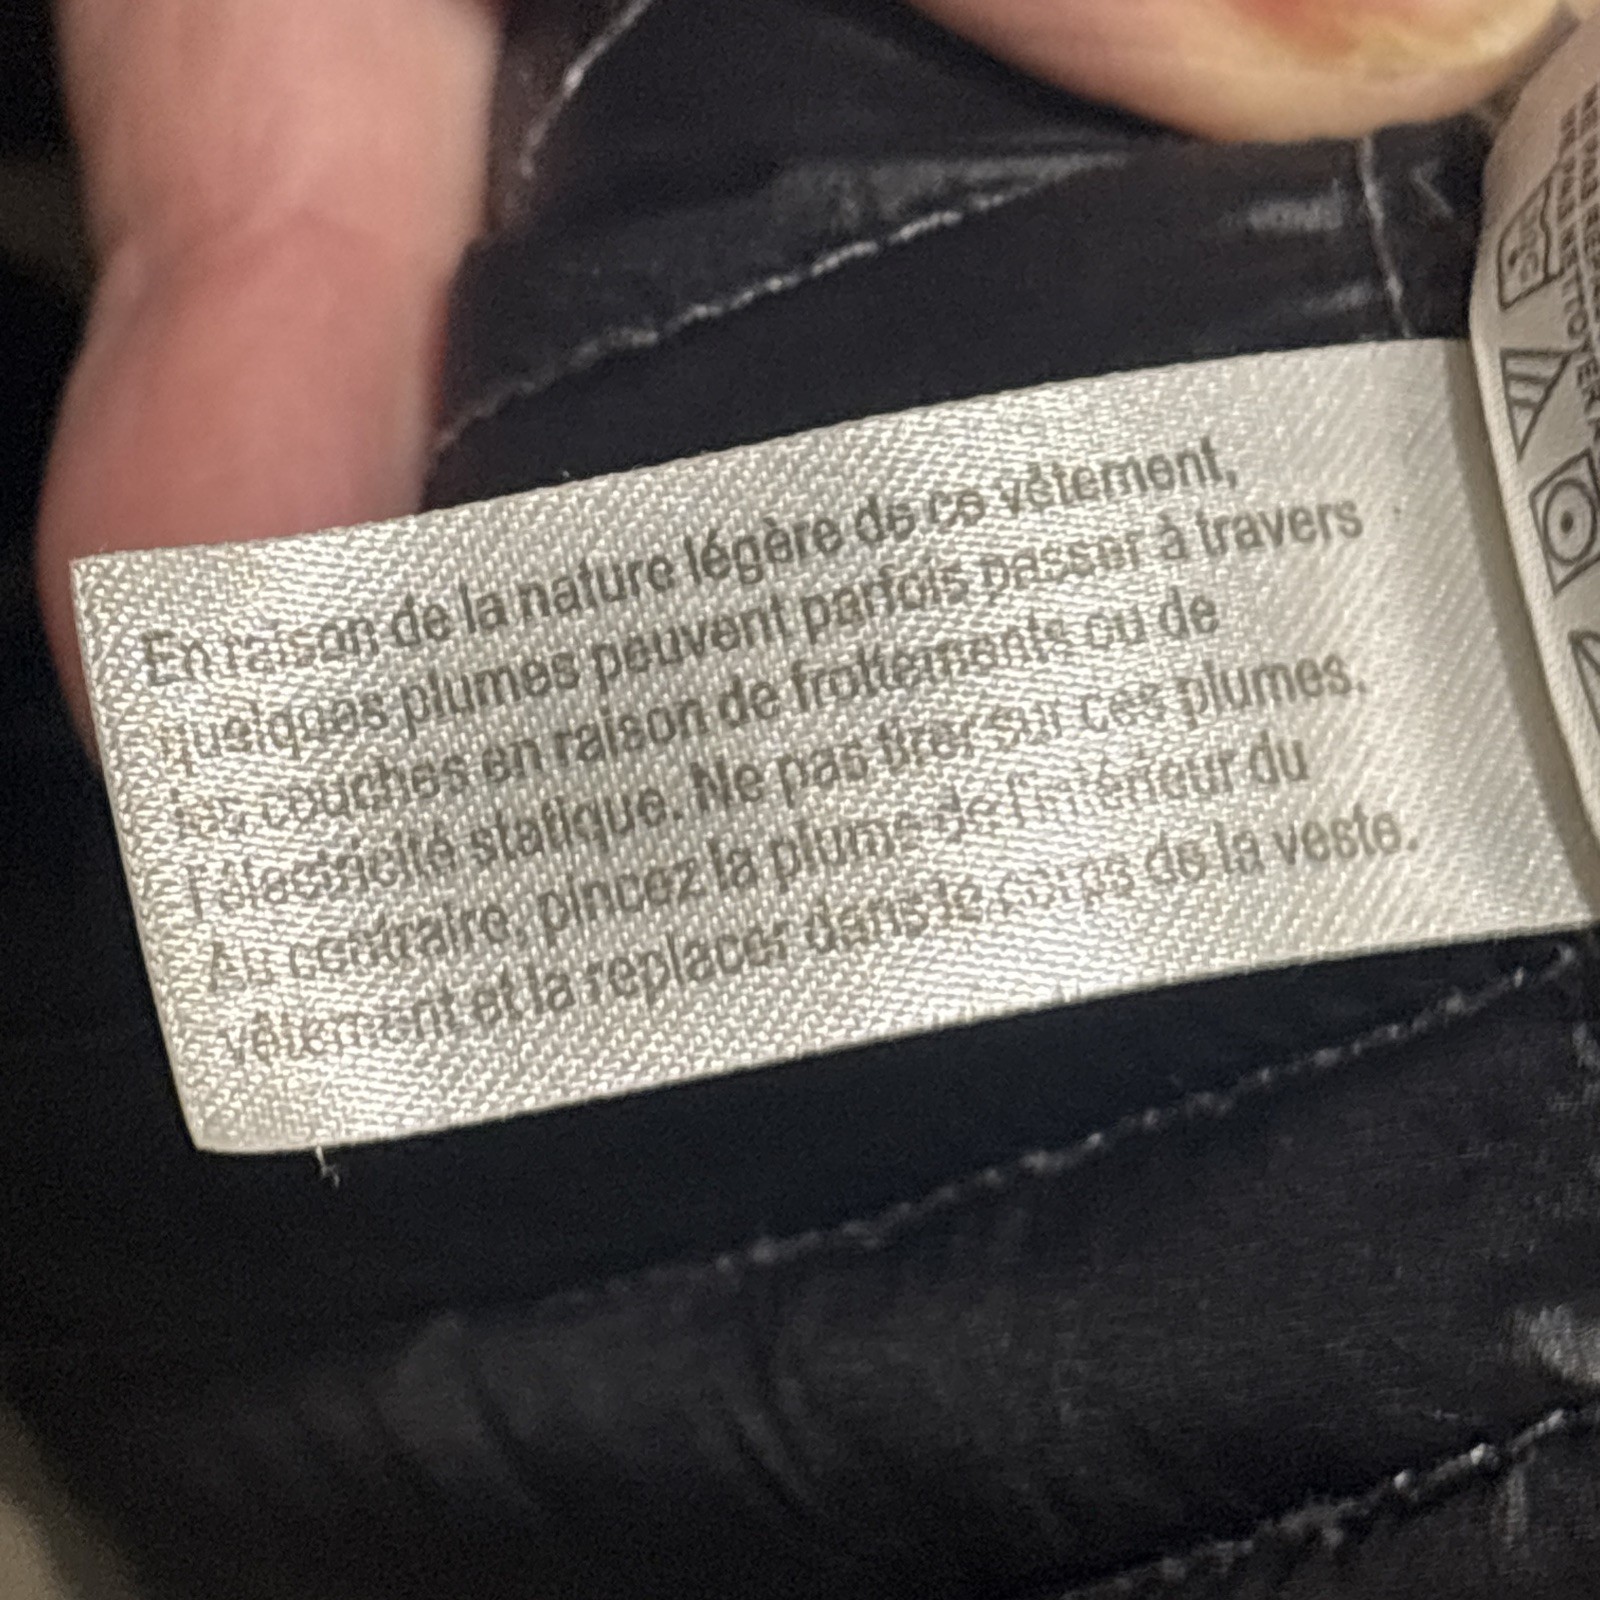 En raison de la nature légère de ce vêtement,
quelques plumes peuvent parfois passer à travers
les couches en raison de frottements ou de
l'électricité statique. Ne pas tirer sur ces plumes.
Au contraire, pincez la plume de l'intérieur du
vêtement et la replacer dans le corps de la veste.